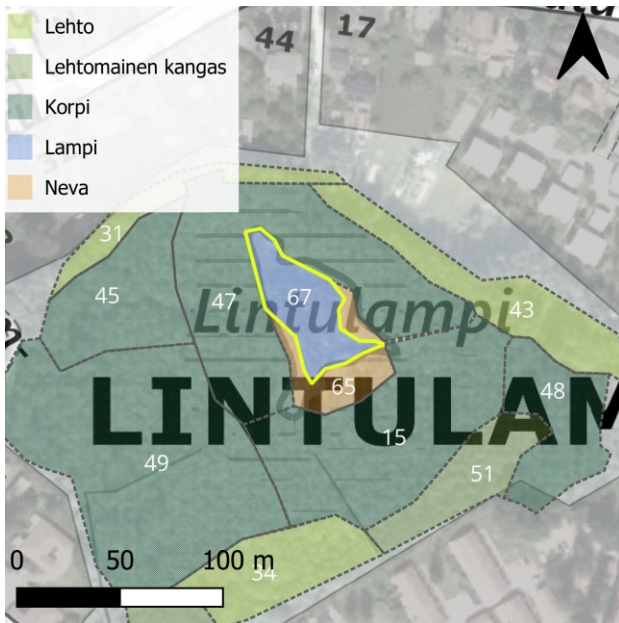 Lehto
Lehtomainen kangas
Korpi
Lampi
Neva
44
17
31
45
47
67
43
Lintulampi
65
48
15
49
51
34
LINTULAM
0 50 100 m